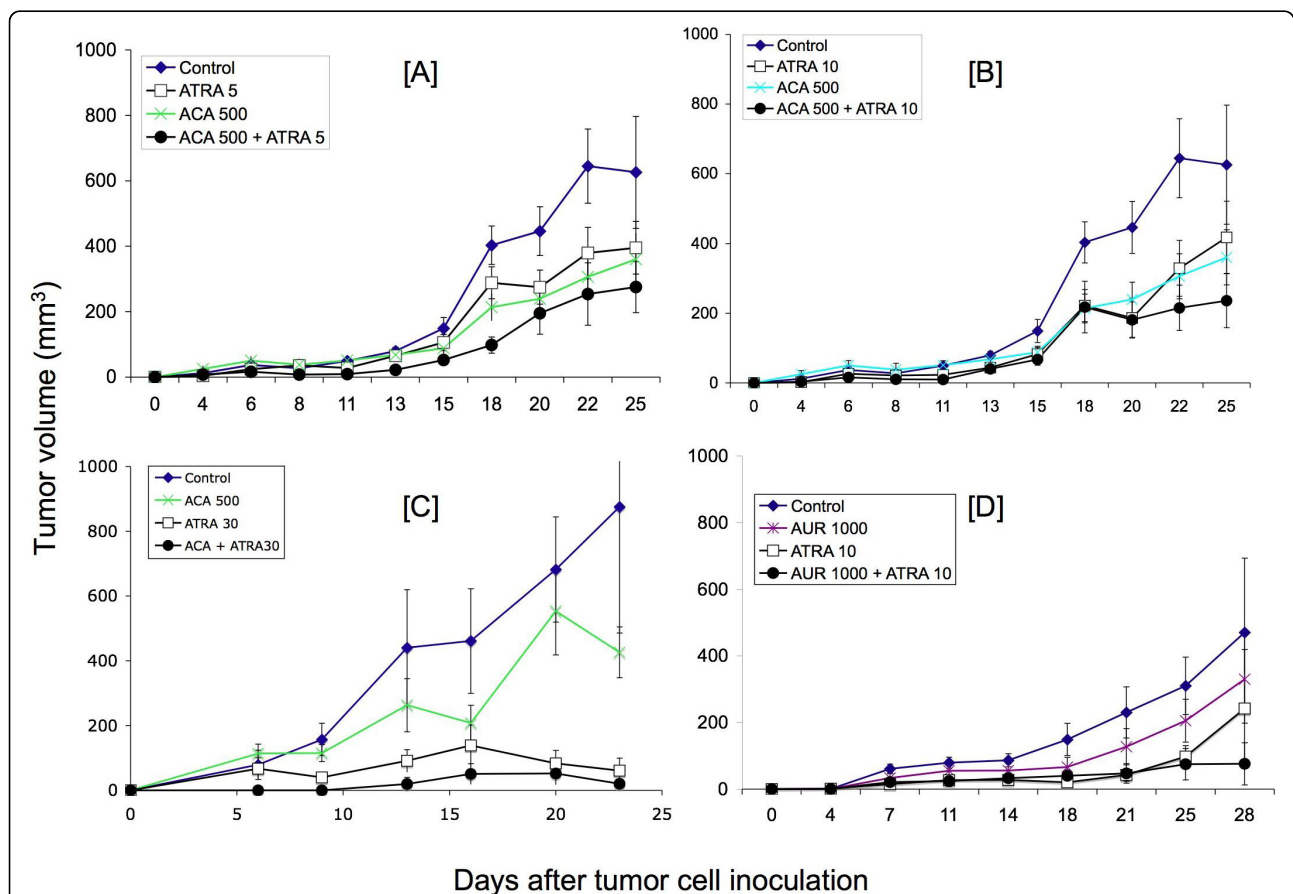 1000
800
600
400
200
0
Control
ATRA 5
ACA 500
ACA 500 + ATRA 5
[A]
0 4 6 8 11 13 15 18 20 22 25
1000
800
600
400
200
0
Control
ATRA 10
ACA 500
ACA 500 + ATRA 10
[B]
0 4 6 8 11 13 15 18 20 22 25
Tumor volume (mm³)
1000
800
600
400
200
0
Control
ACA 500
ATRA 30
ACA + ATRA30
[C]
0 5 10 15 20 25
1000
800
600
400
200
0
Control
AUR 1000
ATRA 10
AUR 1000 + ATRA 10
[D]
0 4 7 11 14 18 21 25 28
Days after tumor cell inoculation